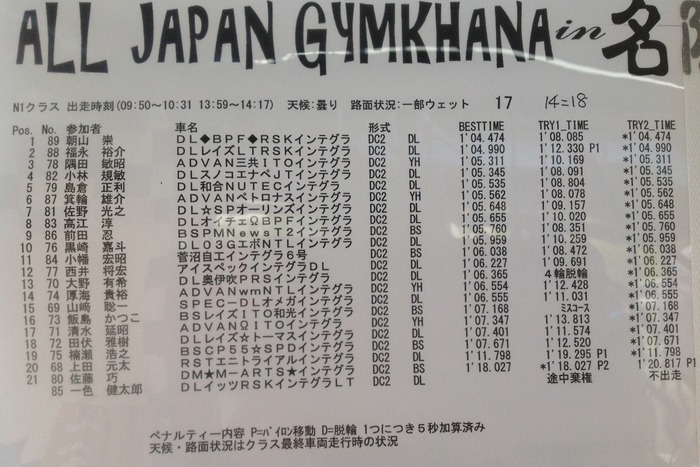 ALL JAPAN GYMKHANA in 名阪
N1クラス 出走時刻(09:50～10:31 13:59～14:17) 天候:曇り 路面状況:一部ウェット 17 14=18
Pos. No. 参加者 車名 形式 BESTTIME TRY1_TIME TRY2_TIME
1 89 朝山 崇 DL◆BPF◆RSKインテグラ DC2 DL 1'04.474 1'08.085 *1'04.474
2 88 福永 裕介 DLレイズLTRSKインテグラ DC2 DL 1'04.990 1'12.330 P1 *1'04.990
3 78 隅田 敏昭 ADVAN三共ITOインテグラ DC2 YH 1'05.311 1'10.169 *1'05.311
4 82 小林 規敏 DLスノコエナペJTインテグラ DC2 DL 1'05.345 1'08.091 *1'05.345
5 79 島倉 正利 DL和合NUTECインテグラ DC2 DL 1'05.534 1'08.804 *1'05.534
6 87 箕輪 雄介 ADVANペトロナスインテグラ DC2 YH 1'05.562 1'08.078 *1'05.562
7 81 佐野 光之 DL☆SPオーリンズインテグラ DC2 DL 1'05.648 1'09.157 *1'05.648
8 83 高江 淳 DLオイチェΩBPFインテグラ DC2 DL 1'05.655 1'10.020 *1'05.655
9 86 前田 忍 BSPMNewsT2インテグラ DC2 BS 1'05.760 1'08.351 *1'05.760
10 76 黒崎 嘉斗 DL03GエボNTLインテグラ DC2 DL 1'05.959 1'10.259 *1'05.959
11 84 小幡 宏昭 菅沼自工インテグラ6号 DC2 BS 1'06.038 1'08.472 *1'06.038
12 77 西井 将宏 アイスペックインテグラDL DC2 DL 1'06.227 1'09.691 *1'06.227
13 70 大野 有希 DL奥伊吹PRSインテグラ DC2 DL 1'06.365 4輪脱輪 *1'06.365
14 74 厚海 貴裕 ADVANwmNTLインテグラ DC2 YH 1'06.554 1'12.428 *1'06.554
15 69 山﨑 聡一 SPEC-DLオメガインテグラ DC2 DL 1'06.555 1'11.031 *1'06.555
16 73 飯島 かつこ BSレイズITO和光インテグラ DC2 BS 1'07.168 ミスコース *1'07.168
17 71 清水 延昭 ADVANΩITOインテグラ DC2 YH 1'07.347 1'13.813 *1'07.347
18 72 田伏 雅樹 DLレイズ☆トーマスインテグラ DC2 DL 1'07.401 1'11.574 *1'07.401
19 75 楠瀬 浩之 BSCP55☆SPDインテグラ DC2 BS 1'07.671 *1'07.671
20 68 上田 元太 RSTエニトライアルインテグラ DC2 DL 1'11.798 1'19.295 P1 *1'11.798
21 80 佐藤 巧 DM★M-ARTS★インテグラ DC2 BS 1'18.027 *1'18.027 P2 1'20.817 P1
85 一色 健太郎 DLイッツRSKインテグラLT DC2 DL 途中棄権 不出走
ペナルティー内容 P=パイロン移動 D=脱輪 1つにつき5秒加算済み
天候・路面状況はクラス最終車両走行時の状況